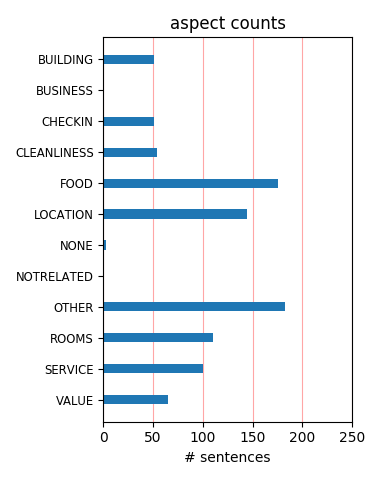 aspect counts
BUILDING
BUSINESS
CHECKIN
CLEANLINESS
FOOD
LOCATION
NONE
NOTRELATED
OTHER
ROOMS
SERVICE
VALUE
0 50 100 150 200 250
# sentences